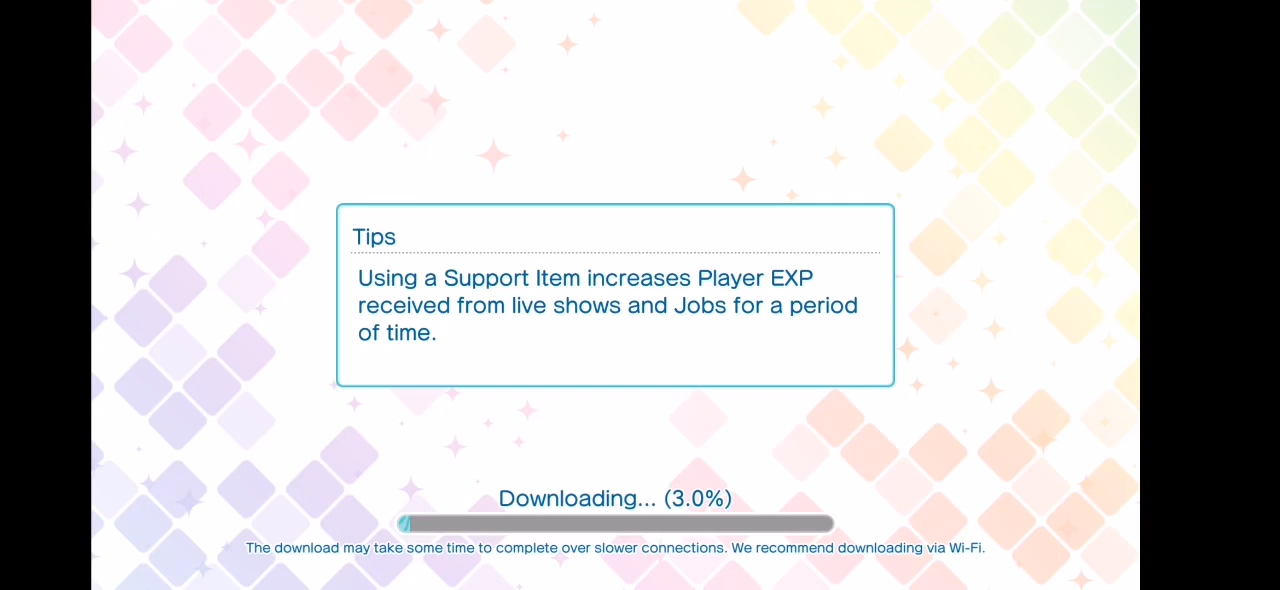 Tips
Using a Support Item increases Player EXP
received from live shows and Jobs for a period
of time.
Downloading... (3.0%)
The download may take some time to complete over slower connections. We recommend downloading via Wi-Fi.